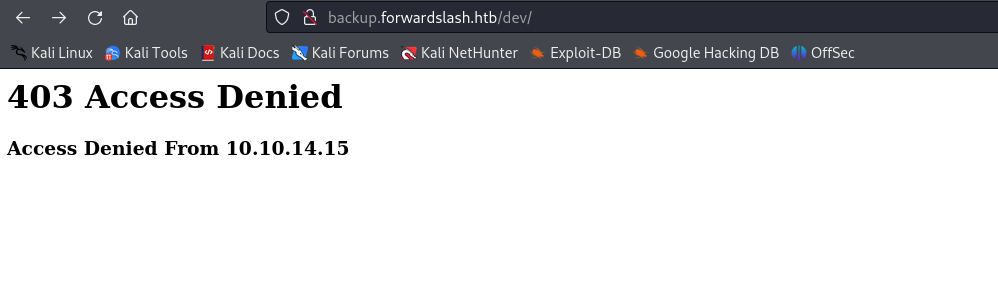 backup.forwardslash.htb/dev/
Kali Linux Kali Tools Kali Docs Kali Forums Kali NetHunter Exploit-DB Google Hacking DB OffSec
403 Access Denied
Access Denied From 10.10.14.15